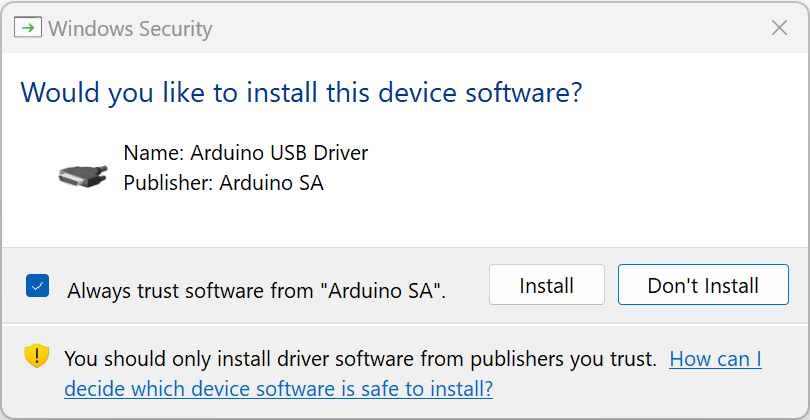 Windows Security
Would you like to install this device software?
Name: Arduino USB Driver
Publisher: Arduino SA
Always trust software from "Arduino SA".
Install
Don't Install
You should only install driver software from publishers you trust. How can I
decide which device software is safe to install?